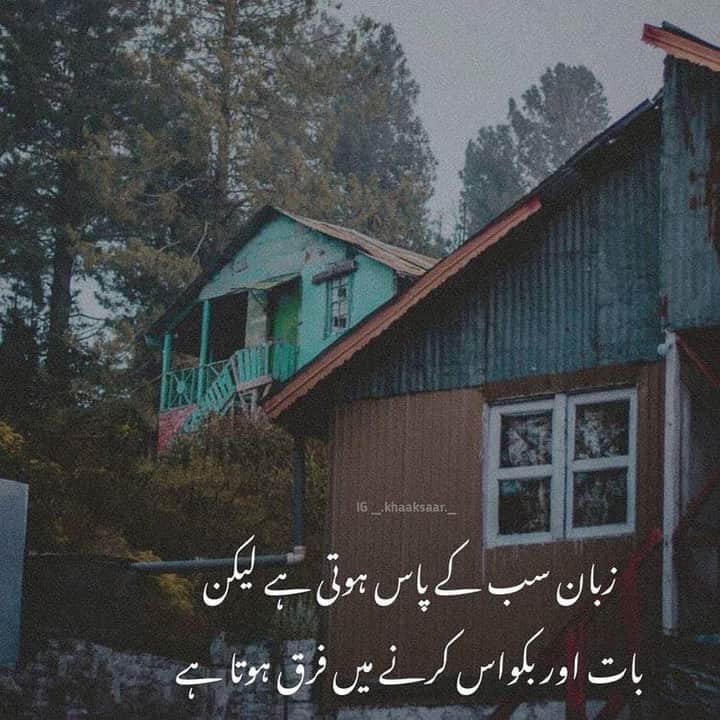 IG _.khaaksaar._
زبان سب کے پاس ہوتی ہے لیکن
بات اور بکواس کرنے میں فرق ہوتا ہے